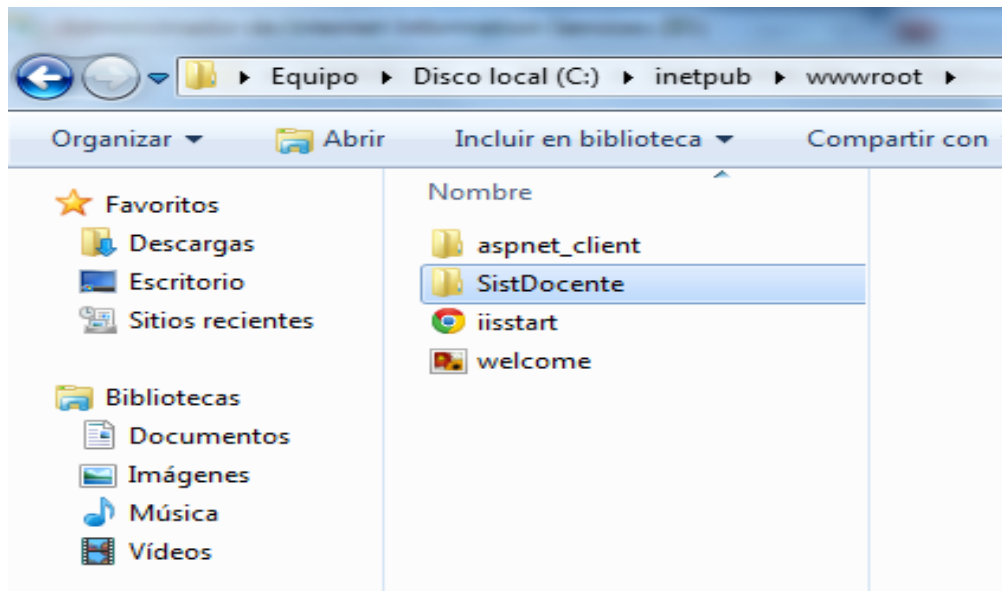 Equipo Disco local (C:) inetpub wwwroot
Organizar Abrir Incluir en biblioteca Compartir con
Favoritos
Descargas
Escritorio
Sitios recientes
Bibliotecas
Documentos
Imágenes
Música
Vídeos
Nombre
aspnet_client
SistDocente
iisstart
welcome